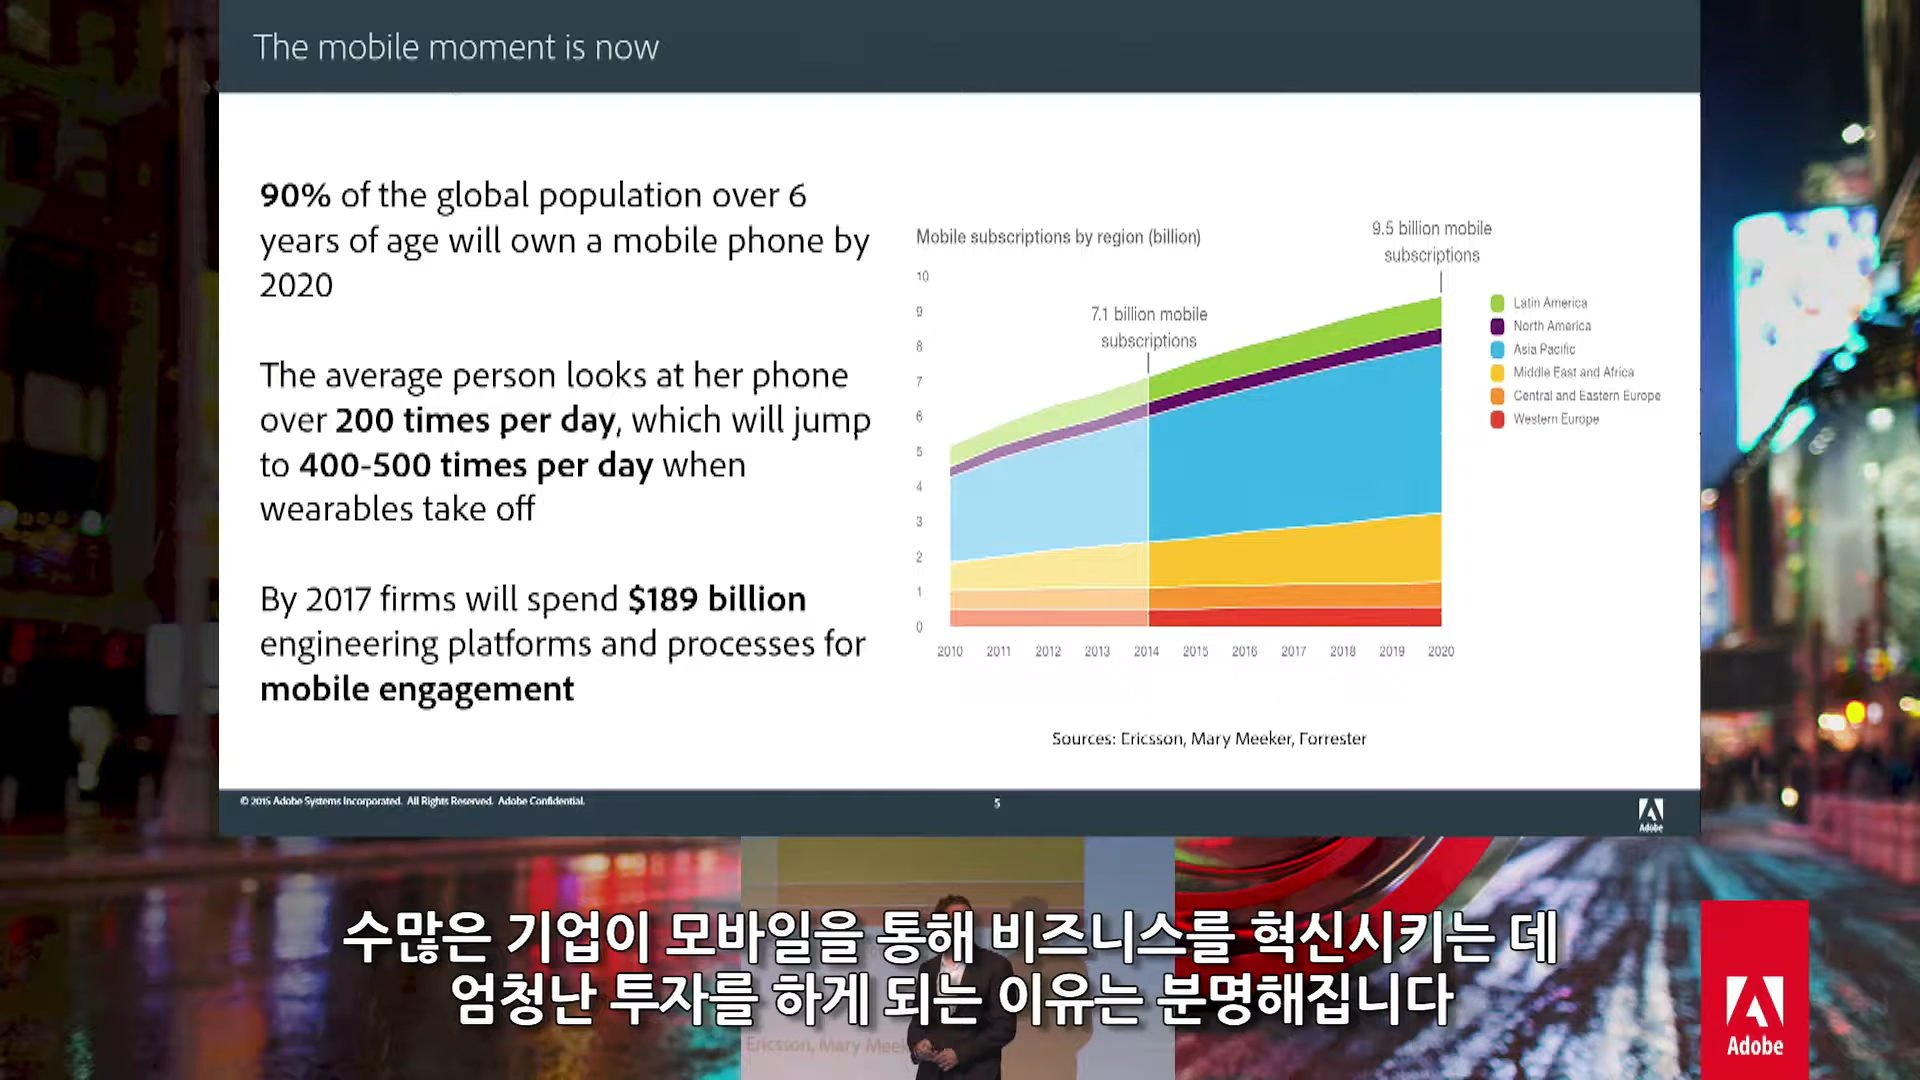 The mobile moment is now
90% of the global population over 6
years of age will own a mobile phone by
2020
The average person looks at her phone
over 200 times per day, which will jump
to 400-500 times per day when
wearables take off
By 2017 firms will spend $189 billion
engineering platforms and processes for
mobile engagement
Mobile subscriptions by region (billion)
9.5 billion mobile
subscriptions
7.1 billion mobile
subscriptions
10
9
8
7
6
5
4
3
2
1
0
2010 2011 2012 2013 2014 2015 2016 2017 2018 2019 2020
Latin America
North America
Asia Pacific
Middle East and Africa
Central and Eastern Europe
Western Europe
Sources: Ericsson, Mary Meeker, Forrester
© 2015 Adobe Systems Incorporated. All Rights Reserved. Adobe Confidential.
5
Adobe
수많은 기업이 모바일을 통해 비즈니스를 혁신시키는 데
엄청난 투자를 하게 되는 이유는 분명해집니다
Ericsson, Mary Mee
Adobe